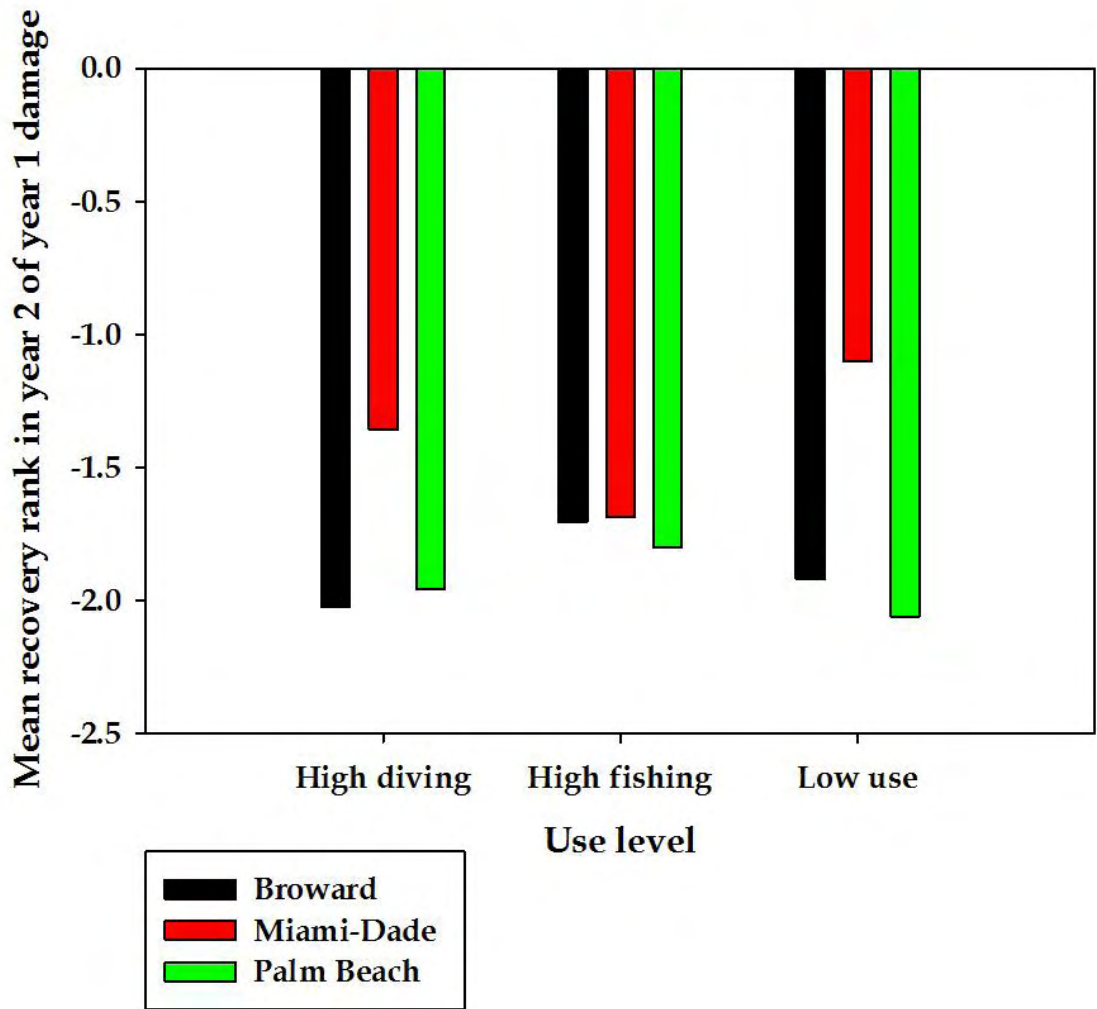 Mean recovery rank in year 2 of year 1 damage
0.0
-0.5
-1.0
-1.5
-2.0
-2.5
High diving High fishing Low use
Use level
Broward
Miami-Dade
Palm Beach